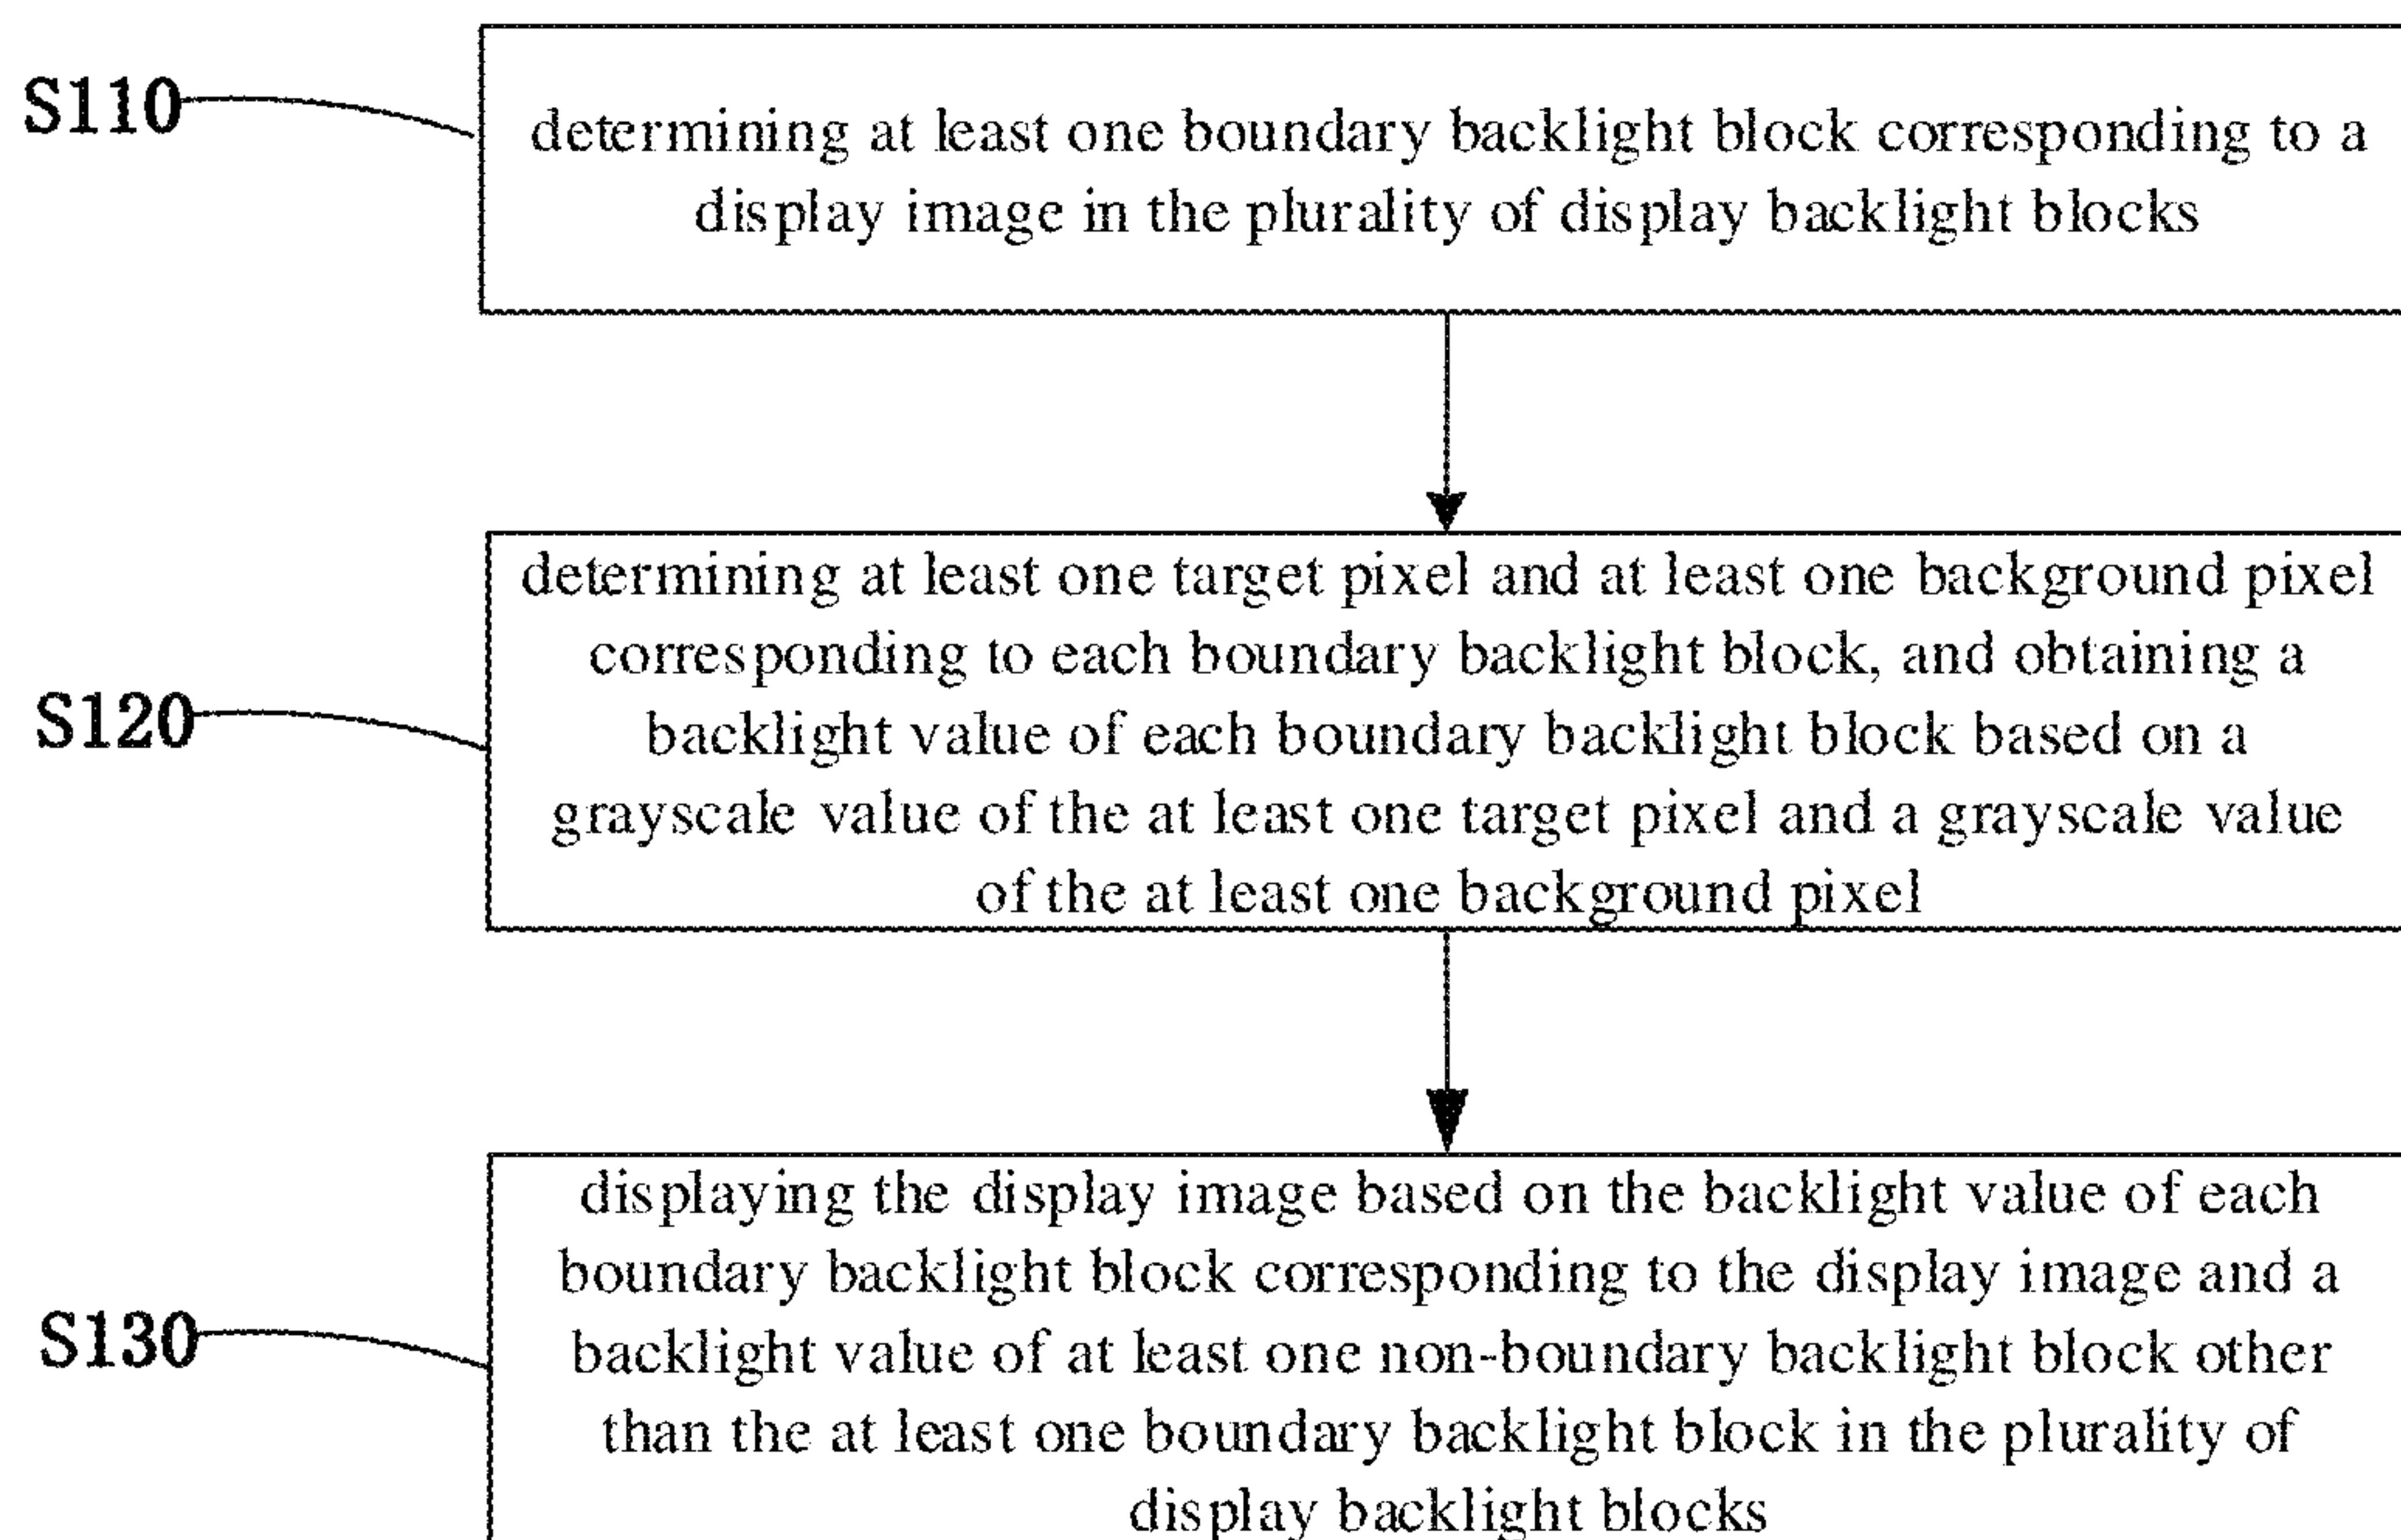 S110
determining at least one boundary backlight block corresponding to a
display image in the plurality of display backlight blocks
S120
determining at least one target pixel and at least one background pixel
corresponding to each boundary backlight block, and obtaining a
backlight value of each boundary backlight block based on a
grayscale value of the at least one target pixel and a grayscale value
of the at least one background pixel
S130
displaying the display image based on the backlight value of each
boundary backlight block corresponding to the display image and a
backlight value of at least one non-boundary backlight block other
than the at least one boundary backlight block in the plurality of
display backlight blocks